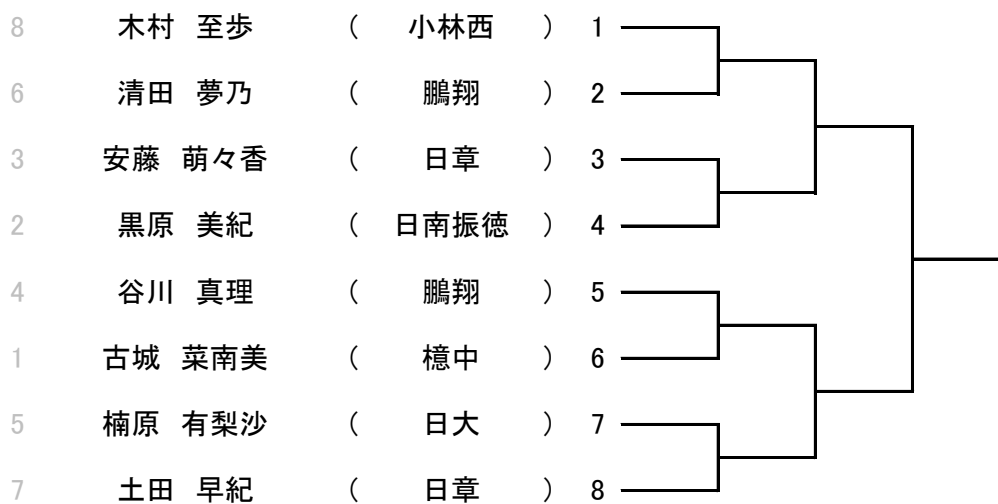 8 木村 至歩 ( 小林西 ) 1
6 清田 夢乃 ( 鵬翔 ) 2
3 安藤 萌々香 ( 日章 ) 3
2 黒原 美紀 ( 日南振徳 ) 4
4 谷川 真理 ( 鵬翔 ) 5
1 古城 菜南美 ( 檍中 ) 6
5 楠原 有梨沙 ( 日大 ) 7
7 土田 早紀 ( 日章 ) 8